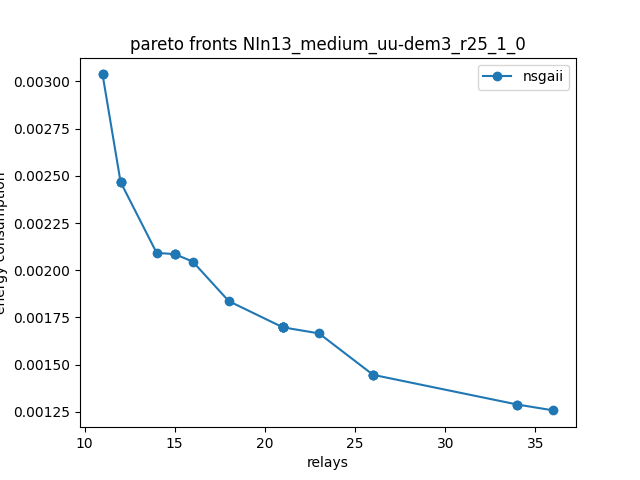 pareto fronts NIn13_medium_uu-dem3_r25_1_0
nsgaii
0.00300
0.00275
0.00250
0.00225
0.00200
0.00175
0.00150
0.00125
energy consumption
10 15 20 25 30 35
relays